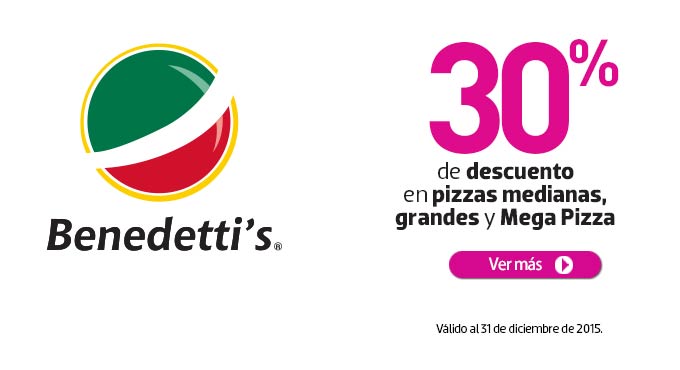 Benedetti's®
30%
de descuento
en pizzas medianas,
grandes y Mega Pizza
Ver más
Válido al 31 de diciembre de 2015.